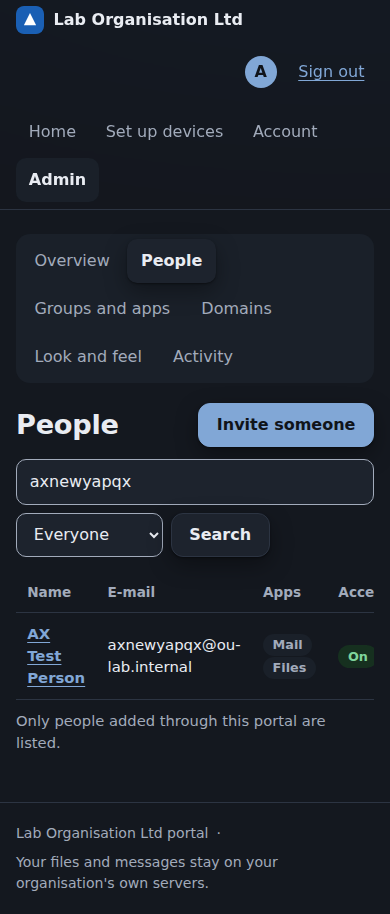 Lab Organisation Ltd
A Sign out
Home Set up devices Account
Admin
Overview People
Groups and apps Domains
Look and feel Activity
People Invite someone
axnewyapqx
Everyone Search
Name E-mail Apps Acce
AX
Test
Person
axnewyapqx@ou-
lab.internal
Mail
Files
On
Only people added through this portal are
listed.
Lab Organisation Ltd portal ·
Your files and messages stay on your
organisation's own servers.